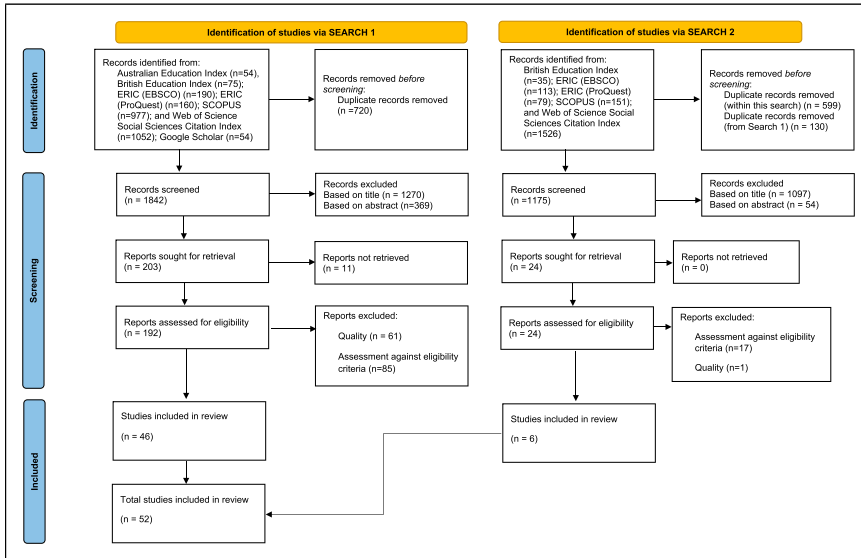 Identification of studies via SEARCH 1
Identification of studies via SEARCH 2
Identification
Records identified from:
Australian Education Index (n=54),
British Education Index (n=75);
ERIC (EBSCO) (n=190); ERIC
(ProQuest) (n=160); SCOPUS
(n=977); and Web of Science
Social Sciences Citation Index
(n=1052); Google Scholar (n=54)
Records removed before
screening:
Duplicate records removed
(n =720)
Records identified from:
British Education Index
(n=35); ERIC (EBSCO)
(n=113); ERIC (ProQuest)
(n=79); SCOPUS (n=151);
and Web of Science Social
Sciences Citation Index
(n=1526)
Records removed before
screening:
Duplicate records removed
(within this search) (n = 599)
Duplicate records removed
(from Search 1) (n = 130)
Screening
Records screened
(n = 1842)
Records excluded
Based on title (n = 1270)
Based on abstract (n=369)
Records screened
(n =1175)
Records excluded
Based on title (n = 1097)
Based on abstract (n = 54)
Reports sought for retrieval
(n = 203)
Reports not retrieved
(n = 11)
Reports sought for retrieval
(n = 24)
Reports not retrieved
(n = 0)
Reports assessed for eligibility
(n = 192)
Reports excluded:
Quality (n = 61)
Assessment against eligibility
criteria (n=85)
Reports assessed for eligibility
(n = 24)
Reports excluded:
Assessment against eligibility
criteria (n=17)
Quality (n=1)
Included
Studies included in review
(n = 46)
Studies included in review
(n = 6)
Total studies included in review
(n = 52)